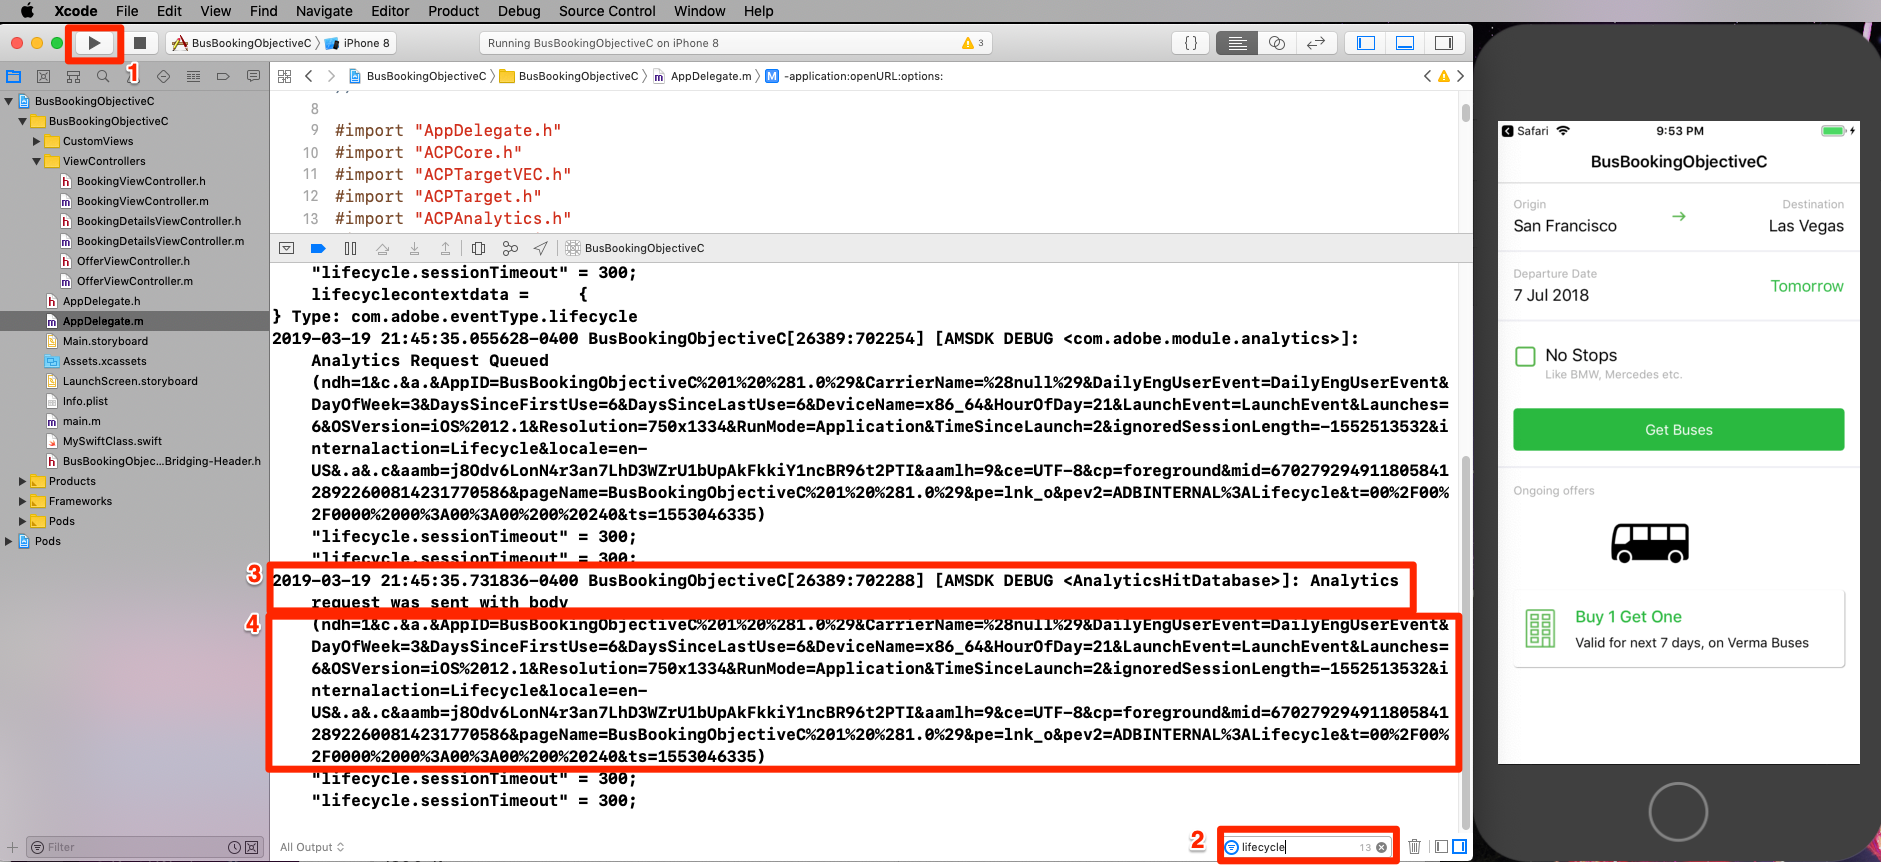 Xcode File Edit View Find Navigate Editor Product Debug Source Control Window Help
1
BusBookingObjectiveC iPhone 8
Running BusBookingObjectiveC on iPhone 8
3
BusBookingObjectiveC BusBookingObjectiveC AppDelegate.m M -application:openURL:options:
BusBookingObjectiveC
BusBookingObjectiveC
CustomViews
ViewControllers
h BookingViewController.h
m BookingViewController.m
h BookingDetailsViewController.h
m BookingDetailsViewController.m
h OfferViewController.h
m OfferViewController.m
h AppDelegate.h
m AppDelegate.m
Main.storyboard
Assets.xcassets
LaunchScreen.storyboard
Info.plist
m main.m
MySwiftClass.swift
h BusBookingObjec...Bridging-Header.h
Products
Frameworks
Pods
Pods
Filter
8
9 #import "AppDelegate.h"
10 #import "ACPCore.h"
11 #import "ACPTargetVEC.h"
12 #import "ACPTarget.h"
13 #import "ACPAnalytics.h"
BusBookingObjectiveC
"lifecycle.sessionTimeout" = 300;
lifecyclecontextdata =     {
} Type: com.adobe.eventType.lifecycle
2019-03-19 21:45:35.055628-0400 BusBookingObjectiveC[26389:702254] [AMSDK DEBUG <com.adobe.module.analytics>]:
Analytics Request Queued
(ndh=1&c.&a.&AppID=BusBookingObjectiveC%201%20%281.0%29&CarrierName=%28null%29&DailyEngUserEvent=DailyEngUserEvent&
DayOfWeek=3&DaysSinceFirstUse=6&DaysSinceLastUse=6&DeviceName=x86_64&HourOfDay=21&LaunchEvent=LaunchEvent&Launches=
6&OSVersion=iOS%2012.1&Resolution=750x1334&RunMode=Application&TimeSinceLaunch=2&ignoredSessionLength=-1552513532&i
nternalaction=Lifecycle&locale=en-
US&.a&.c&aamb=j8Odv6LonN4r3an7LhD3WZrU1bUpAkFkkiY1ncBR96t2PTI&aamlh=9&ce=UTF-8&cp=foreground&mid=670279294911805841
28922600814231770586&pageName=BusBookingObjectiveC%201%20%281.0%29&pe=lnk_o&pev2=ADBINTERNAL%3ALifecycle&t=00%2F00%
2F0000%2000%3A00%3A00%200%20240&ts=1553046335)
"lifecycle.sessionTimeout" = 300;
"lifecycle.sessionTimeout" = 300;
3
2019-03-19 21:45:35.731836-0400 BusBookingObjectiveC[26389:702288] [AMSDK DEBUG <AnalyticsHitDatabase>]: Analytics
request was sent with body
4
(ndh=1&c.&a.&AppID=BusBookingObjectiveC%201%20%281.0%29&CarrierName=%28null%29&DailyEngUserEvent=DailyEngUserEvent&
DayOfWeek=3&DaysSinceFirstUse=6&DaysSinceLastUse=6&DeviceName=x86_64&HourOfDay=21&LaunchEvent=LaunchEvent&Launches=
6&OSVersion=iOS%2012.1&Resolution=750x1334&RunMode=Application&TimeSinceLaunch=2&ignoredSessionLength=-1552513532&i
nternalaction=Lifecycle&locale=en-
US&.a&.c&aamb=j8Odv6LonN4r3an7LhD3WZrU1bUpAkFkkiY1ncBR96t2PTI&aamlh=9&ce=UTF-8&cp=foreground&mid=670279294911805841
28922600814231770586&pageName=BusBookingObjectiveC%201%20%281.0%29&pe=lnk_o&pev2=ADBINTERNAL%3ALifecycle&t=00%2F00%
2F0000%2000%3A00%3A00%200%20240&ts=1553046335)
"lifecycle.sessionTimeout" = 300;
"lifecycle.sessionTimeout" = 300;
All Output
2
lifecycle 13
Safari 9:53 PM
BusBookingObjectiveC
Origin Destination
San Francisco → Las Vegas
Departure Date
7 Jul 2018 Tomorrow
No Stops
Like BMW, Mercedes etc.
Get Buses
Ongoing offers
Buy 1 Get One
Valid for next 7 days, on Verma Buses